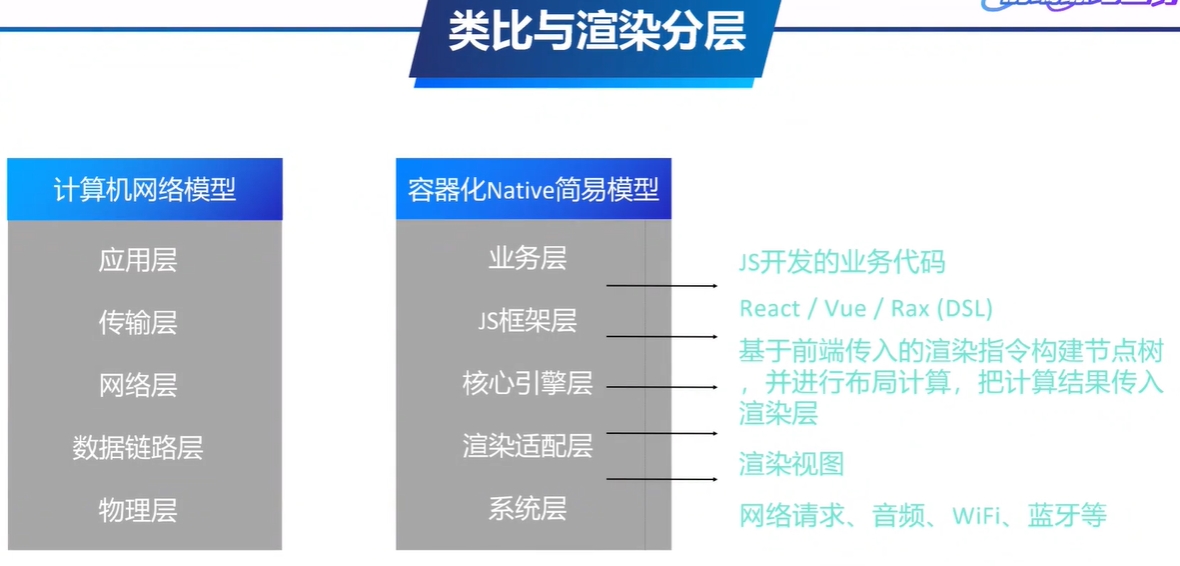 类比与渲染分层
计算机网络模型
应用层
传输层
网络层
数据链路层
物理层
容器化Native简易模型
业务层
JS框架层
核心引擎层
渲染适配层
系统层
JS开发的业务代码
React / Vue / Rax (DSL)
基于前端传入的渲染指令构建节点树
，并进行布局计算，把计算结果传入
渲染层
渲染视图
网络请求、音频、WiFi、蓝牙等